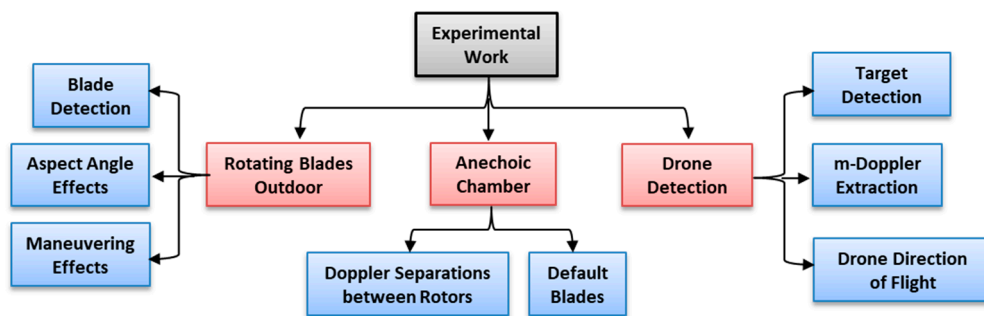 Experimental
Work
Blade
Detection
Aspect Angle
Effects
Maneuvering
Effects
Rotating Blades
Outdoor
Anechoic
Chamber
Drone
Detection
Doppler Separations
between Rotors
Default
Blades
Target
Detection
m-Doppler
Extraction
Drone Direction
of Flight